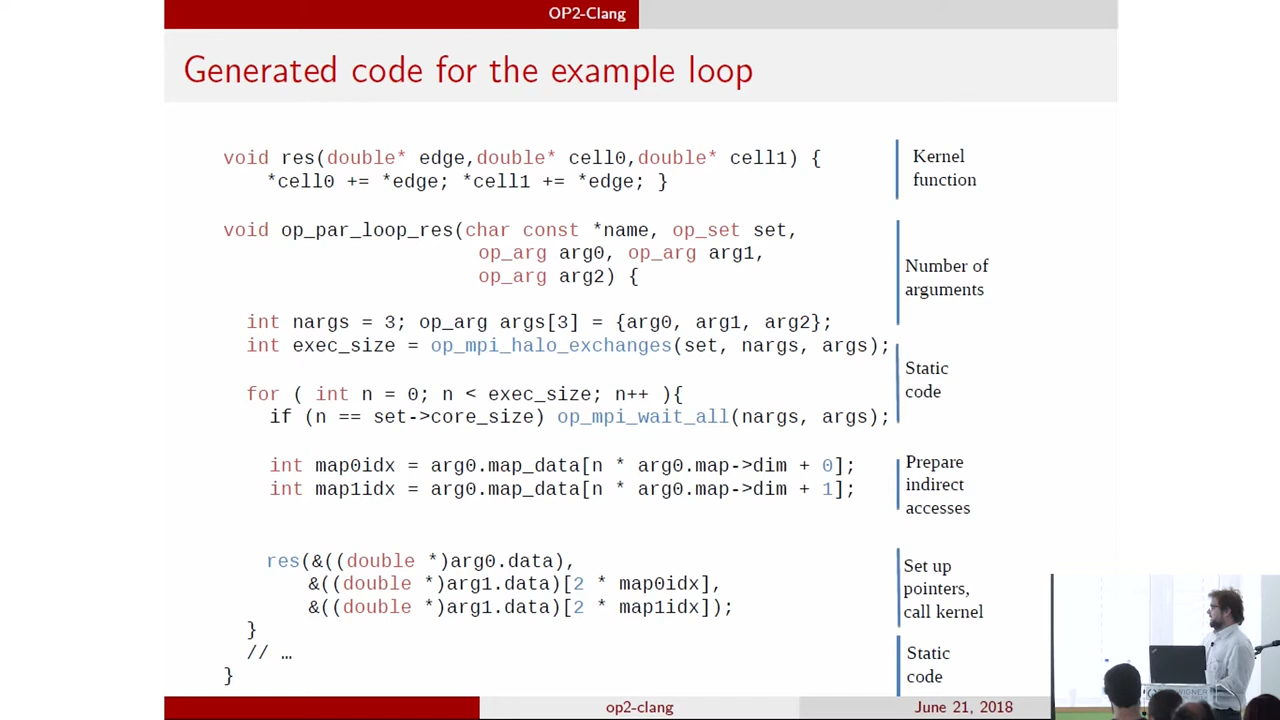 OP2-Clang
Generated code for the example loop
void res(double* edge,double* cell0,double* cell1) {
*cell0 += *edge; *cell1 += *edge; }
Kernel
function
void op_par_loop_res(char const *name, op_set set,
op_arg arg0, op_arg arg1,
op_arg arg2) {
Number of
arguments
int nargs = 3; op_arg args[3] = {arg0, arg1, arg2};
int exec_size = op_mpi_halo_exchanges(set, nargs, args);
for ( int n = 0; n < exec_size; n++ ){
if (n == set->core_size) op_mpi_wait_all(nargs, args);
Static
code
int map0idx = arg0.map_data[n * arg0.map->dim + 0];
int map1idx = arg0.map_data[n * arg0.map->dim + 1];
Prepare
indirect
accesses
res(&((double *)arg0.data),
&((double *)arg1.data)[2 * map0idx],
&((double *)arg1.data)[2 * map1idx]);
}
Set up
pointers,
call kernel
// …
}
Static
code
op2-clang
June 21, 2018